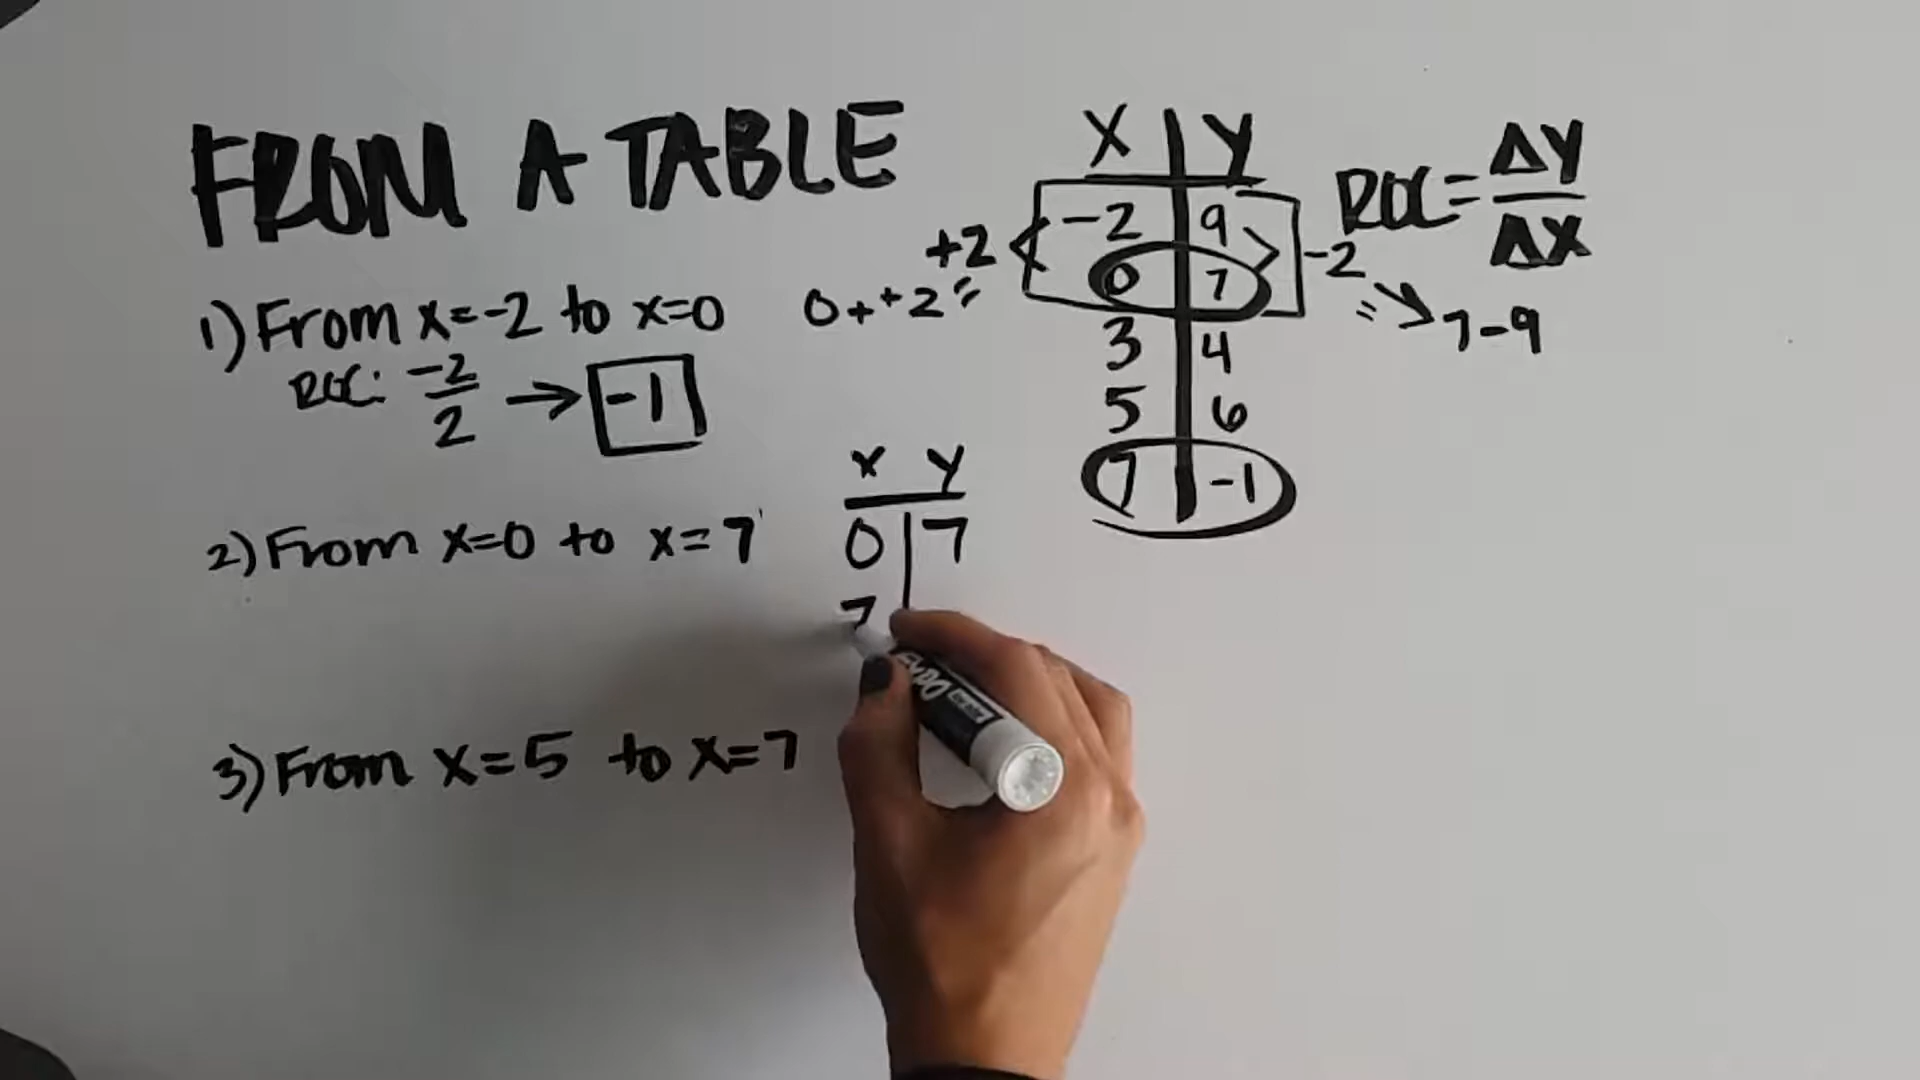 FROM A TABLE
1) From x=-2 to x=0
ROC: -2/2 → -1
2) From x=0 to x=7
3) From x=5 to x=7
X Y
0 7
7
+2
0++2=
X Y
-2 9
0 7
3 4
5 6
7 -1
-2
= 7-9
ROC = ΔY/ΔX
EXPO